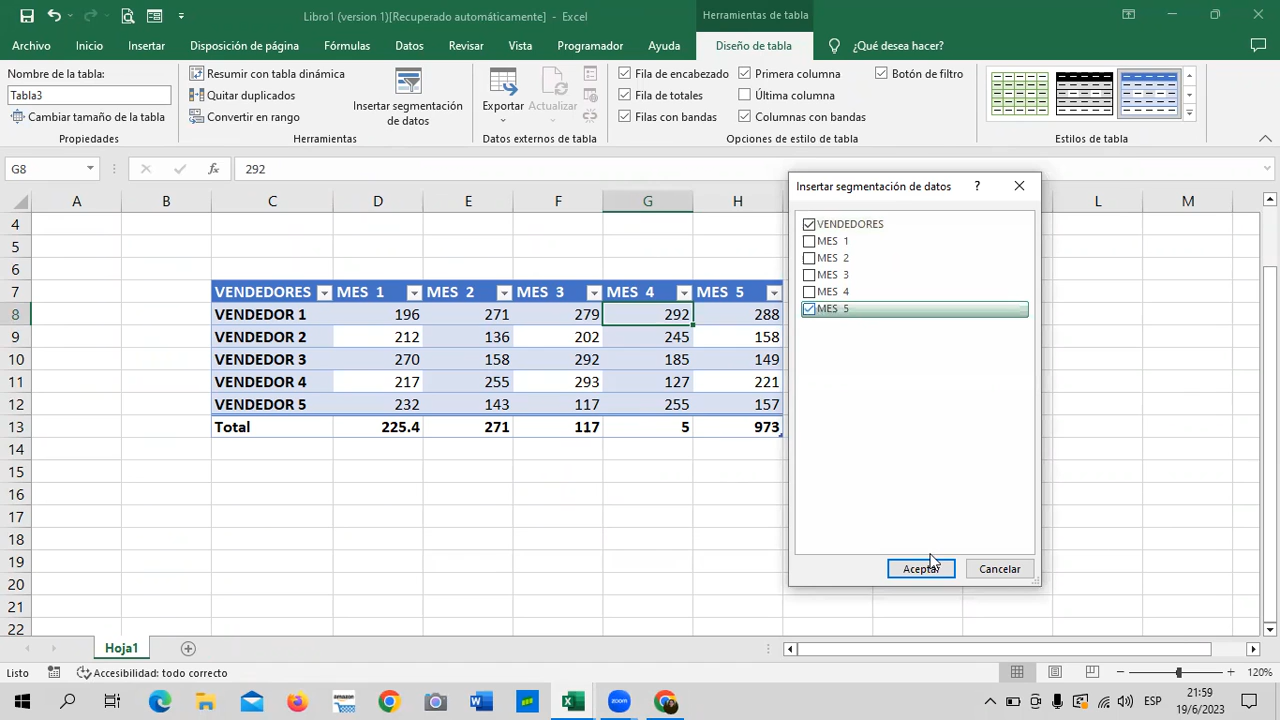 Libro1 (version 1)[Recuperado automáticamente] - Excel
Herramientas de tabla
Archivo Inicio Insertar Disposición de página Fórmulas Datos Revisar Vista Programador Ayuda Diseño de tabla ¿Qué desea hacer?
Nombre de la tabla:
Tabla3
Cambiar tamaño de la tabla
Propiedades
Resumir con tabla dinámica
Quitar duplicados
Convertir en rango
Insertar segmentación
de datos
Herramientas
Exportar Actualizar
Datos externos de tabla
Fila de encabezado Primera columna Botón de filtro
Fila de totales Última columna
Filas con bandas Columnas con bandas
Opciones de estilo de tabla
Estilos de tabla
G8 fx 292
A B C D E F G H L M
4
5
6
7 VENDEDORES MES 1 MES 2 MES 3 MES 4 MES 5
8 VENDEDOR 1 196 271 279 292 288
9 VENDEDOR 2 212 136 202 245 158
10 VENDEDOR 3 270 158 292 185 149
11 VENDEDOR 4 217 255 293 127 221
12 VENDEDOR 5 232 143 117 255 157
13 Total 225.4 271 117 5 973
14
15
16
17
18
19
20
21
22
Insertar segmentación de datos ?
VENDEDORES
MES 1
MES 2
MES 3
MES 4
MES 5
Aceptar Cancelar
Hoja1
Listo Accesibilidad: todo correcto 120%
ESP
21:59
19/6/2023